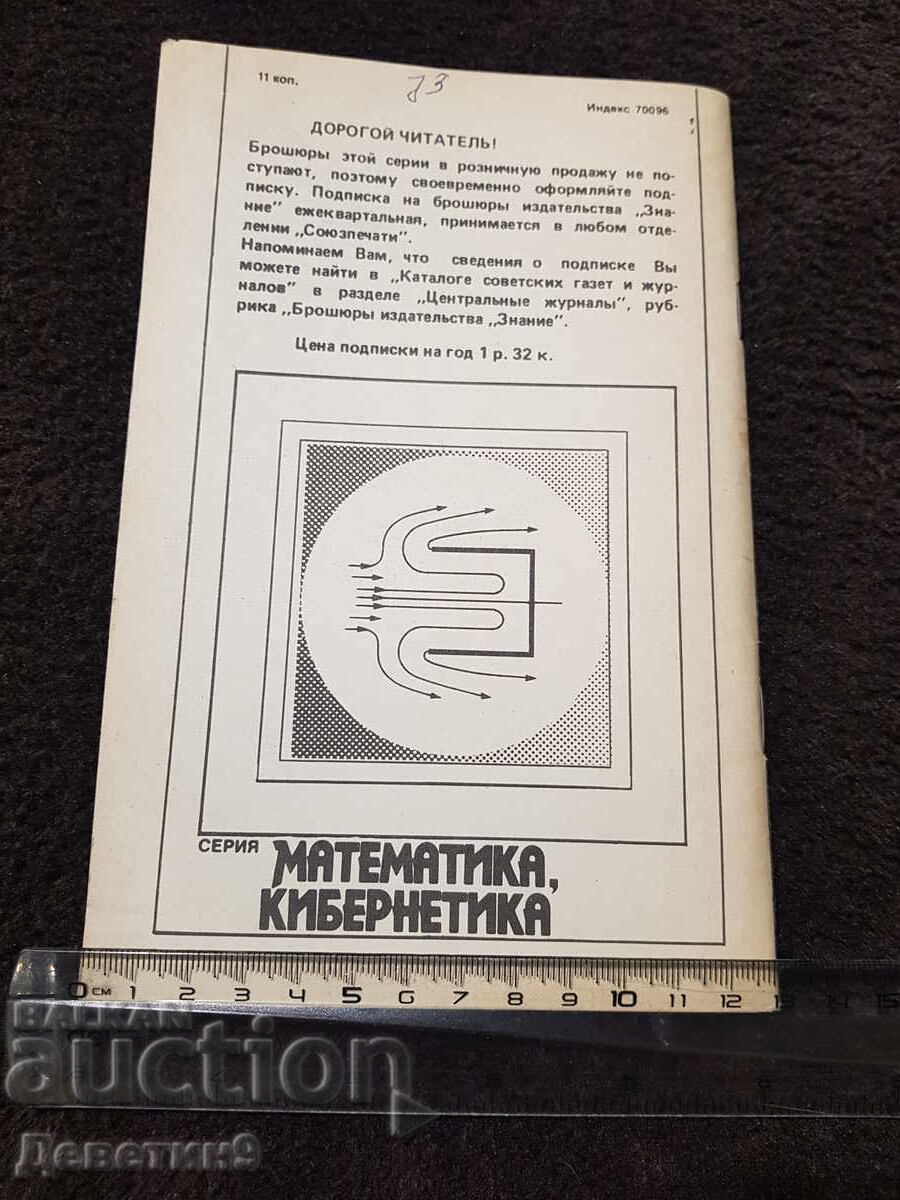 11 коп.
73
Индекс 70096
ДОРОГОЙ ЧИТАТЕЛЬ!
Брошюры этой серии в розничную продажу не по-
ступают, поэтому своевременно оформляйте под-
писку. Подписка на брошюры издательства „Зна-
ние" ежеквартальная, принимается в любом отде-
лении „Союзпечати".
Напоминаем Вам, что сведения о подписке Вы
можете найти в „Каталоге советских газет и жур-
налов" в разделе „Центральные журналы", руб-
рика „Брошюры издательства „Знание".
Цена подписки на год 1 р. 32 к.
СЕРИЯ МАТЕМАТИКА,
КИБЕРНЕТИКА
0 см 1 2 3 4 5 6 7 8 9 10 11 12 13 14 15
BALKAN
auction
Деветин9